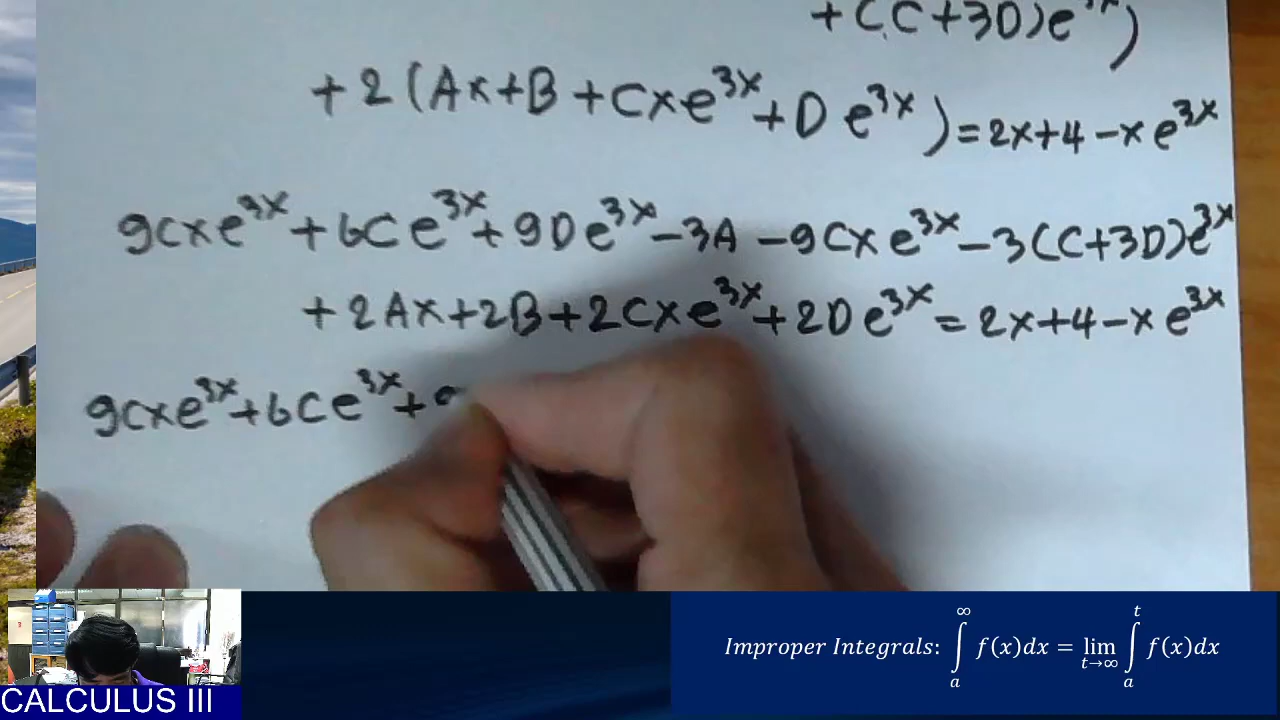 +(C+3D)e^{3x})
+2(Ax+B+Cxe^{3x}+De^{3x})=2x+4-xe^{3x}
9Cxe^{3x}+6Ce^{3x}+9De^{3x}-3A-9Cxe^{3x}-3(C+3D)e^{3x}
+2Ax+2B+2Cxe^{3x}+2De^{3x}=2x+4-xe^{3x}
9Cxe^{3x}+6Ce^{3x}+
Improper Integrals: ∫_a^∞ f(x)dx = lim_{t→∞} ∫_a^t f(x)dx
CALCULUS III